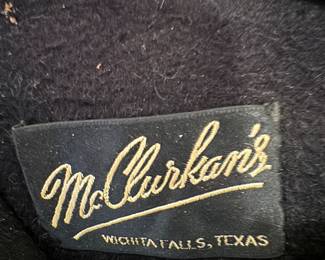 McClurkan's
WICHITA FALLS, TEXAS